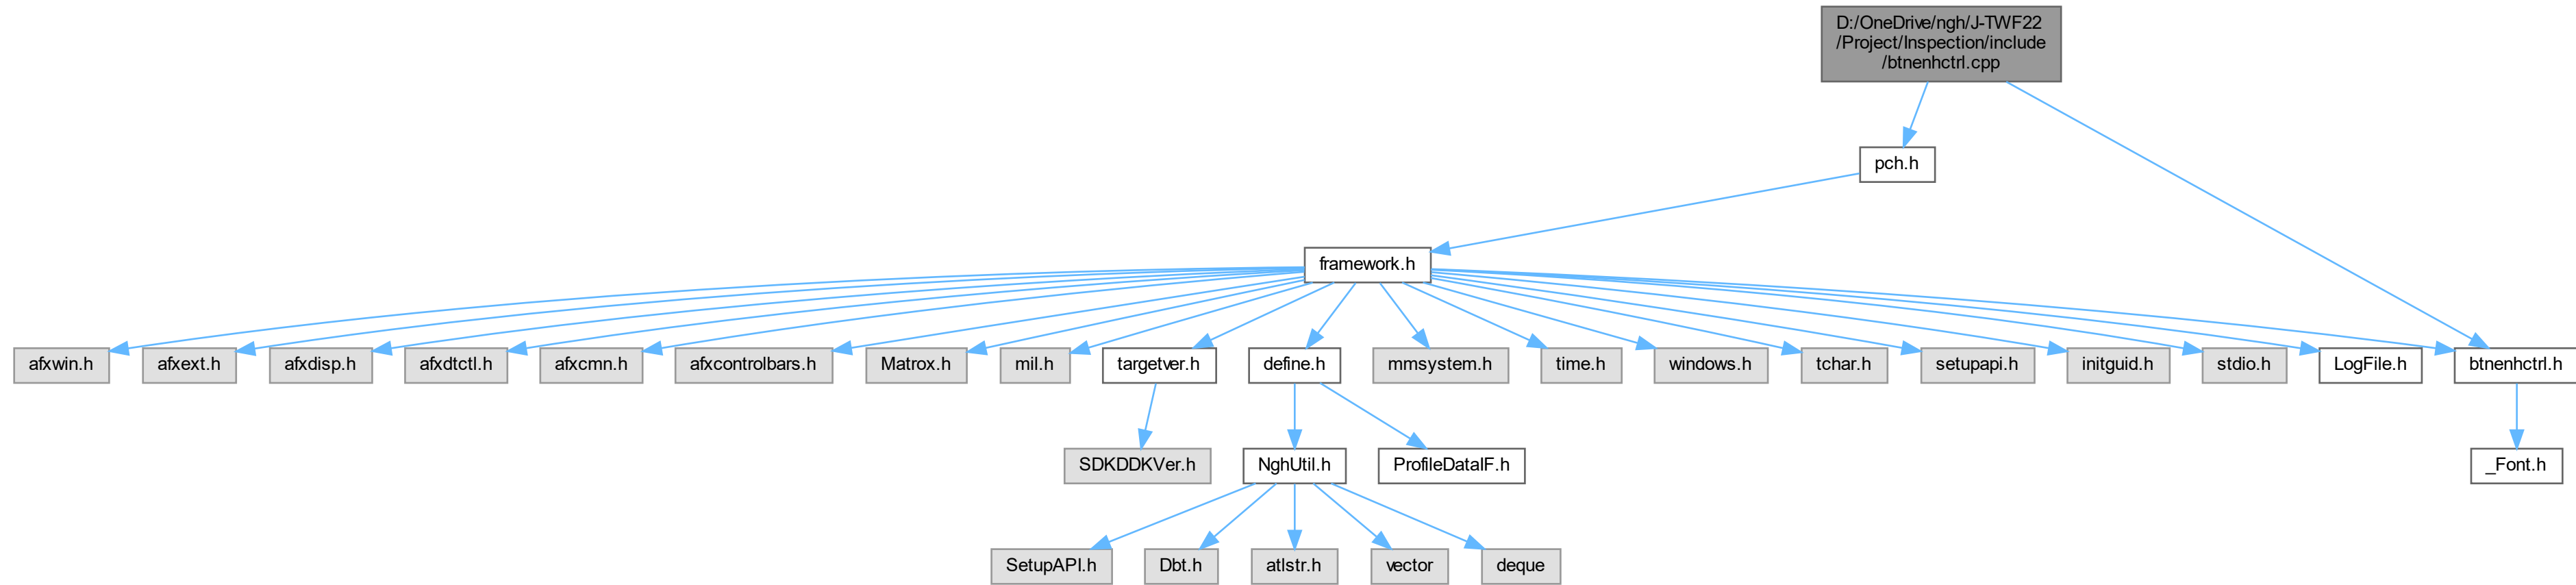 D:/OneDrive/ngh/J-TWF22
/Project/Inspection/include
/btnenhctrl.cpp
pch.h
framework.h
afxwin.h
afxext.h
afxdisp.h
afxdtctl.h
afxcmn.h
afxcontrolbars.h
Matrox.h
mil.h
targetver.h
define.h
mmsystem.h
time.h
windows.h
tchar.h
setupapi.h
initguid.h
stdio.h
LogFile.h
btnenhctrl.h
SDKDDKVer.h
NghUtil.h
ProfileDataIF.h
_Font.h
SetupAPI.h
Dbt.h
atlstr.h
vector
deque